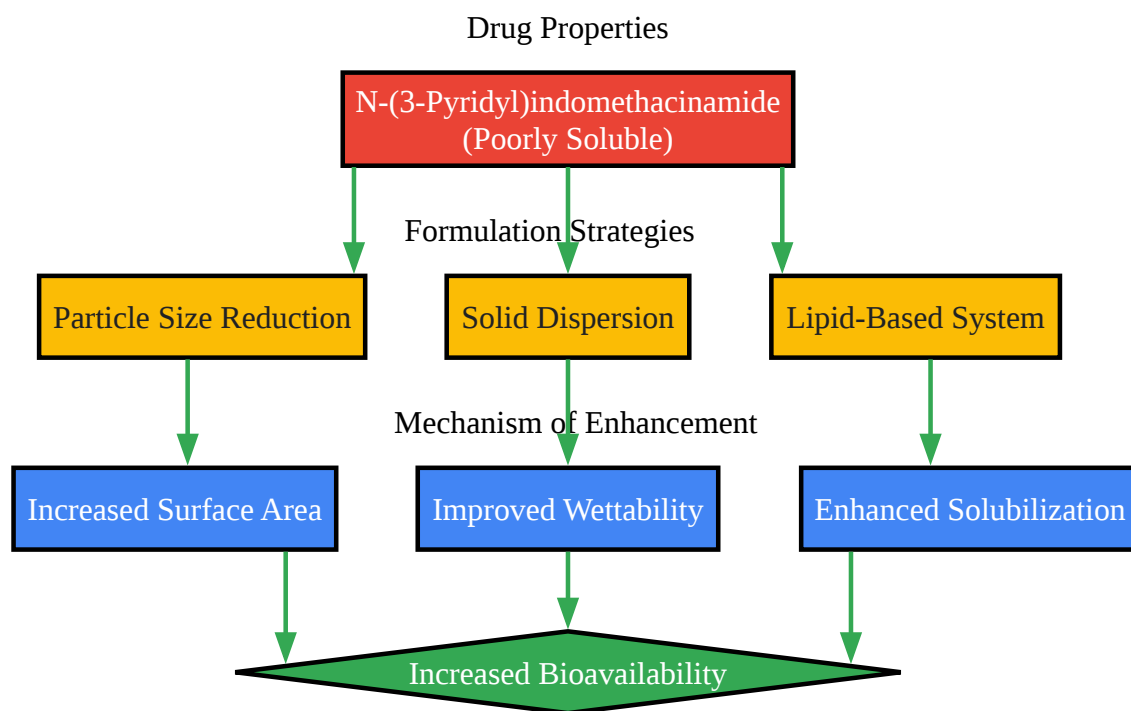 Drug Properties
N-(3-Pyridyl)indomethacinamide
(Poorly Soluble)
Formulation Strategies
Particle Size Reduction
Solid Dispersion
Lipid-Based System
Mechanism of Enhancement
Increased Surface Area
Improved Wettability
Enhanced Solubilization
Increased Bioavailability